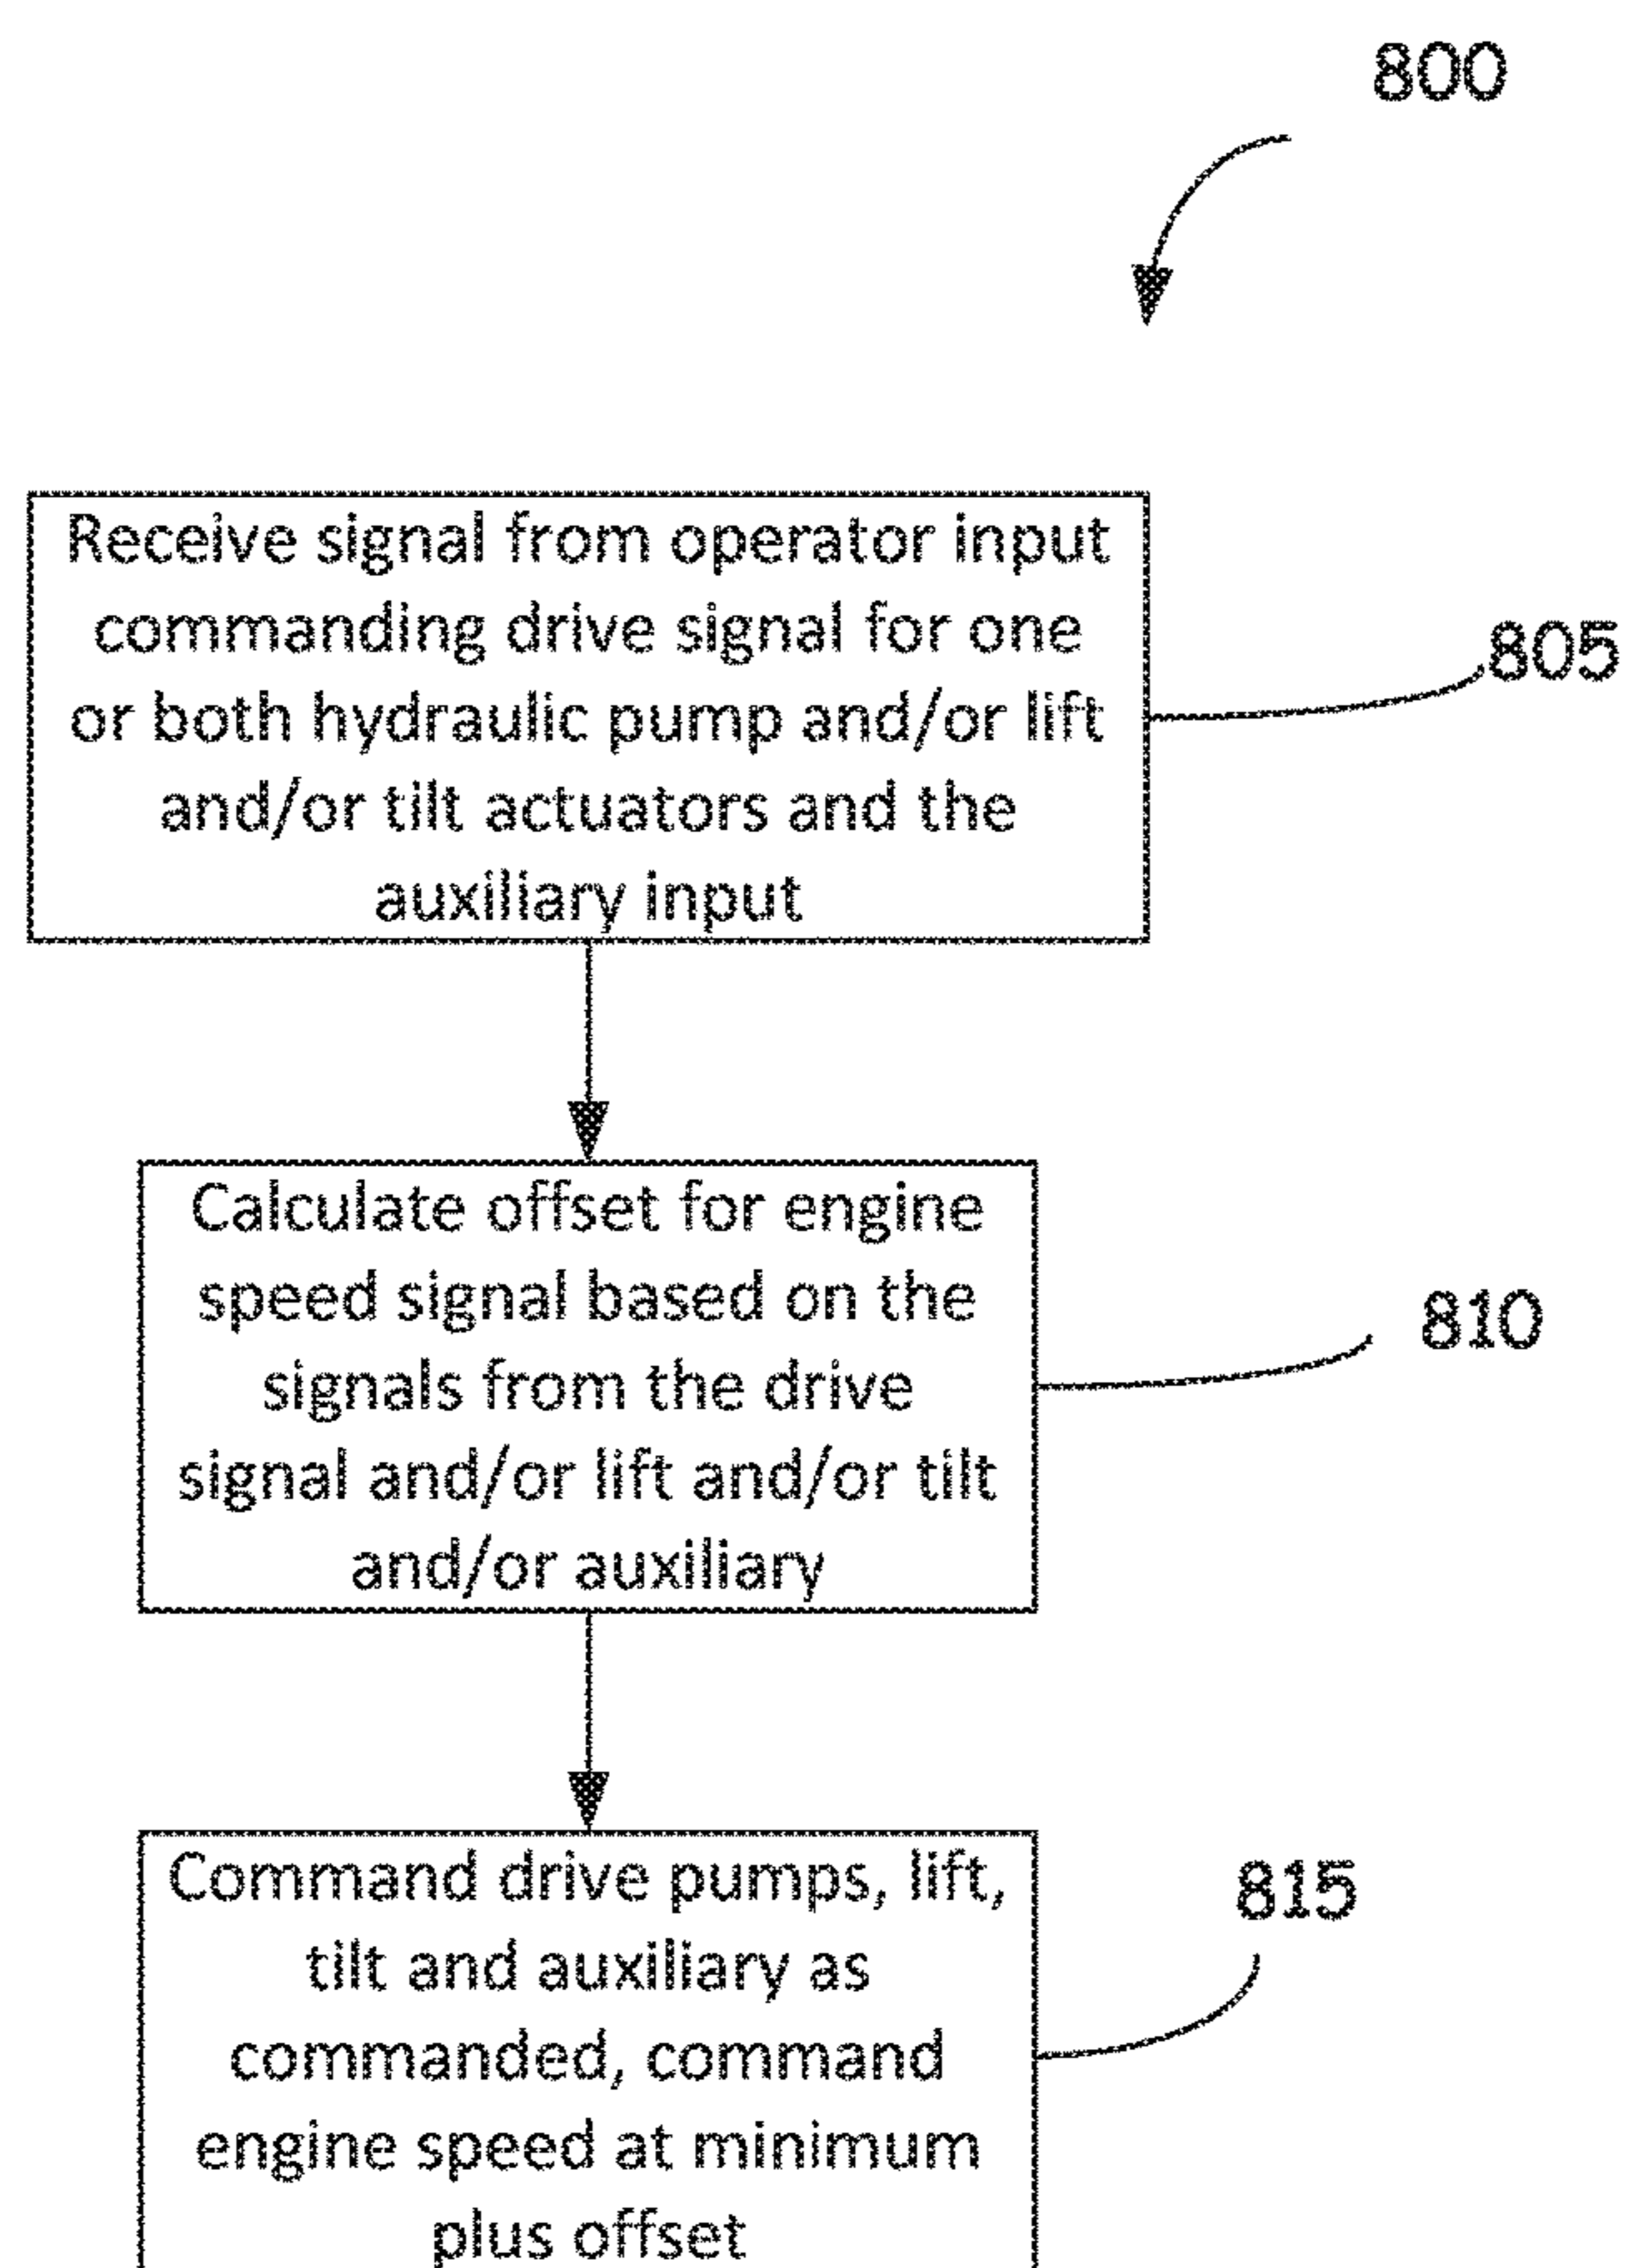 800
Receive signal from operator input
commanding drive signal for one
or both hydraulic pump and/or lift
and/or tilt actuators and the
auxiliary input
805
Calculate offset for engine
speed signal based on the
signals from the drive
signal and/or lift and/or tilt
and/or auxiliary
810
Command drive pumps, lift,
tilt and auxiliary as
commanded, command
engine speed at minimum
plus offset
815